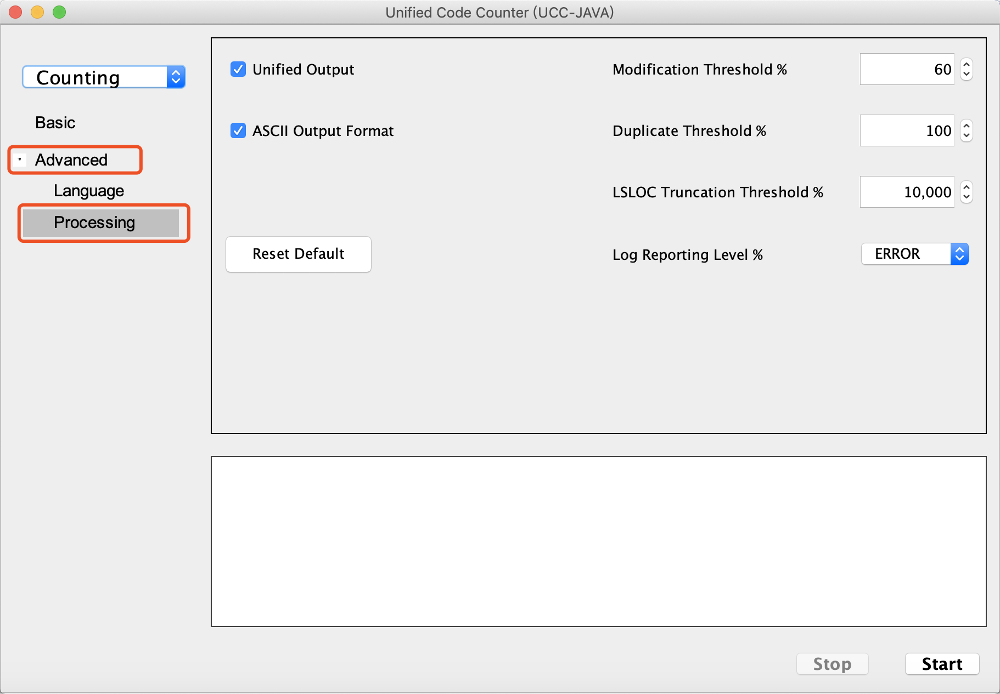 Unified Code Counter (UCC-JAVA)
Counting
Basic
Advanced
Language
Processing
Unified Output
Modification Threshold %
60
ASCII Output Format
Duplicate Threshold %
100
LSLOC Truncation Threshold %
10,000
Reset Default
Log Reporting Level %
ERROR
Stop
Start